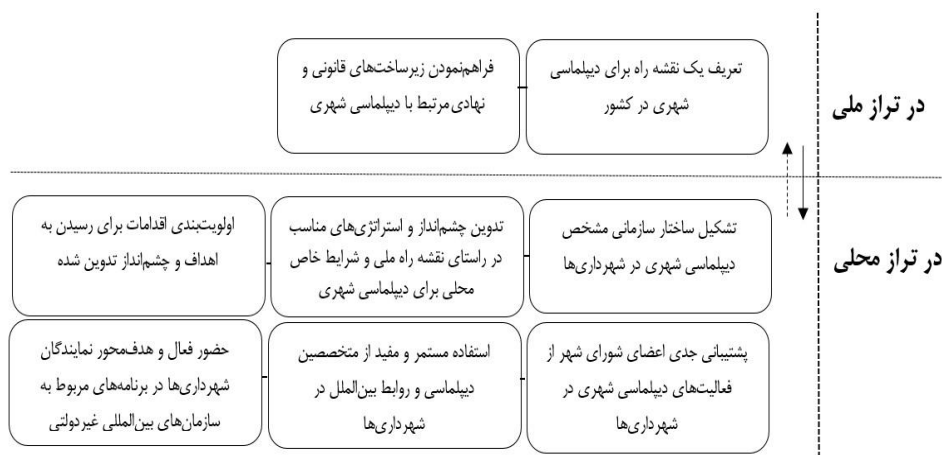 در تراز ملی
تعریف یک نقشه راه برای دیپلماسی
شهری در کشور
فراهم‌نمودن زیرساخت‌های قانونی و
نهادی مرتبط با دیپلماسی شهری
در تراز محلی
تشکیل ساختار سازمانی مشخص
دیپلماسی شهری در شهرداری‌ها
تدوین چشم‌انداز و استراتژی‌های مناسب
در راستای نقشه راه ملی و شرایط خاص
محلی برای دیپلماسی شهری
اولویت‌بندی اقدامات برای رسیدن به
اهداف و چشم‌انداز تدوین شده
پشتیبانی جدی اعضای شورای شهر از
فعالیت‌های دیپلماسی شهری در
شهرداری‌ها
استفاده مستمر و مفید از متخصصین
دیپلماسی و روابط بین‌الملل در
شهرداری‌ها
حضور فعال و هدف‌محور نمایندگان
شهرداری‌ها در برنامه‌های مربوط به
سازمان‌های بین‌المللی غیردولتی